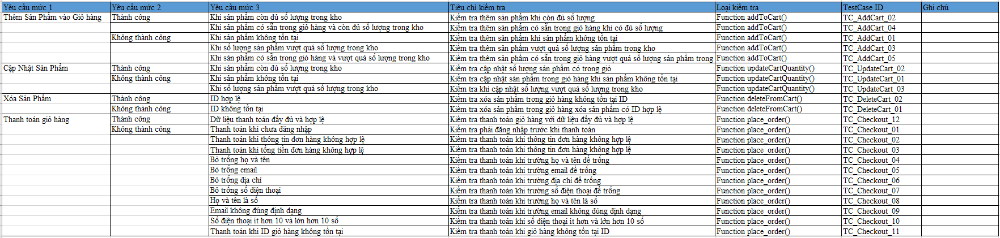 Yêu cầu mức 1 Yêu cầu mức 2 Yêu cầu mức 3 Tiêu chí kiểm tra Loại kiểm tra TestCase ID Ghi chú
Thêm Sản Phẩm vào Giỏ hàng Thành công Khi sản phẩm còn đủ số lượng trong kho Kiểm tra thêm sản phẩm khi còn đủ số lượng Function addToCart() TC_AddCart_02
Khi sản phẩm có sẵn trong giỏ hàng và còn đủ số lượng trong kho Kiểm tra thêm sản phẩm có sẵn trong giỏ hàng khi có đủ số lượng Function addToCart() TC_AddCart_04
Không thành công Khi sản phẩm không tồn tại Kiểm tra thêm sản phẩm khi sản phẩm không tồn tại Function addToCart() TC_AddCart_01
Khi số lượng sản phẩm vượt quá số lượng trong kho Kiểm tra thêm sản phẩm vượt quá số lượng sản phẩm trong kho Function addToCart() TC_AddCart_03
Khi sản phẩm có sẵn trong giỏ hàng và vượt quá số lượng trong kho Kiểm tra thêm sản phẩm có sẵn trong giỏ hàng vượt quá số lượng sản phẩm trong Function addToCart() TC_AddCart_05
Cập Nhật Sản Phẩm Thành công Khi sản phẩm còn đủ số lượng trong kho Kiểm tra cập nhật số lượng sản phẩm có trong giỏ Function updateCartQuantity() TC_UpdateCart_02
Không thành công Khi sản phẩm không tồn tại Kiểm tra cập nhật sản phẩm trong giỏ hàng khi sản phẩm không tồn tại Function updateCartQuantity() TC_UpdateCart_01
Khi số lượng sản phẩm vượt quá số lượng trong kho Kiểm tra khi cập nhật số lượng vượt quá số lượng trong kho Function updateCartQuantity() TC_UpdateCart_03
Xóa Sản Phẩm Thành công ID hợp lệ Kiểm tra xóa sản phẩm trong giỏ hàng không tồn tại ID Function deleteFromCart() TC_DeleteCart_02
Không thành công ID không tồn tại Kiểm tra xóa sản phẩm trong giỏ hàng xóa sản phẩm có ID hợp lệ Function deleteFromCart() TC_DeleteCart_01
Thanh toán giỏ hàng Thành công Dữ liệu thanh toán đầy đủ và hợp lệ Kiểm tra thanh toán giỏ hàng với dữ liệu đầy đủ và hợp lệ Function place_order() TC_Checkout_12
Không thành công Thanh toán khi chưa đăng nhập Kiểm tra phải đăng nhập trước khi thanh toán Function place_order() TC_Checkout_01
Thanh toán khi thông tin đơn hàng không hợp lệ Kiểm tra thanh toán khi thông tin đơn hàng không hợp lệ Function place_order() TC_Checkout_02
Thanh toán khi tổng tiền đơn hàng không hợp lệ Kiểm tra thanh toán khi thông tin đơn hàng không hợp lệ Function place_order() TC_Checkout_03
Bỏ trống họ và tên Kiểm tra thanh toán khi trường họ và tên để trống Function place_order() TC_Checkout_04
Bỏ trống email Kiểm tra thanh toán khi trường email để trống Function place_order() TC_Checkout_05
Bỏ trống địa chỉ Kiểm tra thanh toán khi trường địa chỉ để trống Function place_order() TC_Checkout_06
Bỏ trống số điện thoại Kiểm tra thanh toán khi trường số điện thoại để trống Function place_order() TC_Checkout_07
Họ và tên là số Kiểm tra thanh toán khi trường họ và tên là số Function place_order() TC_Checkout_08
Email không đúng định dạng Kiểm tra thanh toán khi trường email không đúng định dạng Function place_order() TC_Checkout_09
Số điện thoại ít hơn 10 và lớn hơn 10 số Kiểm tra thanh toán khi số điện thoại ít hơn và lớn hơn 10 số Function place_order() TC_Checkout_10
Thanh toán khi ID giỏ hàng không tồn tại Kiểm tra thanh toán khi giỏ hàng không tồn tại ID Function place_order() TC_Checkout_11